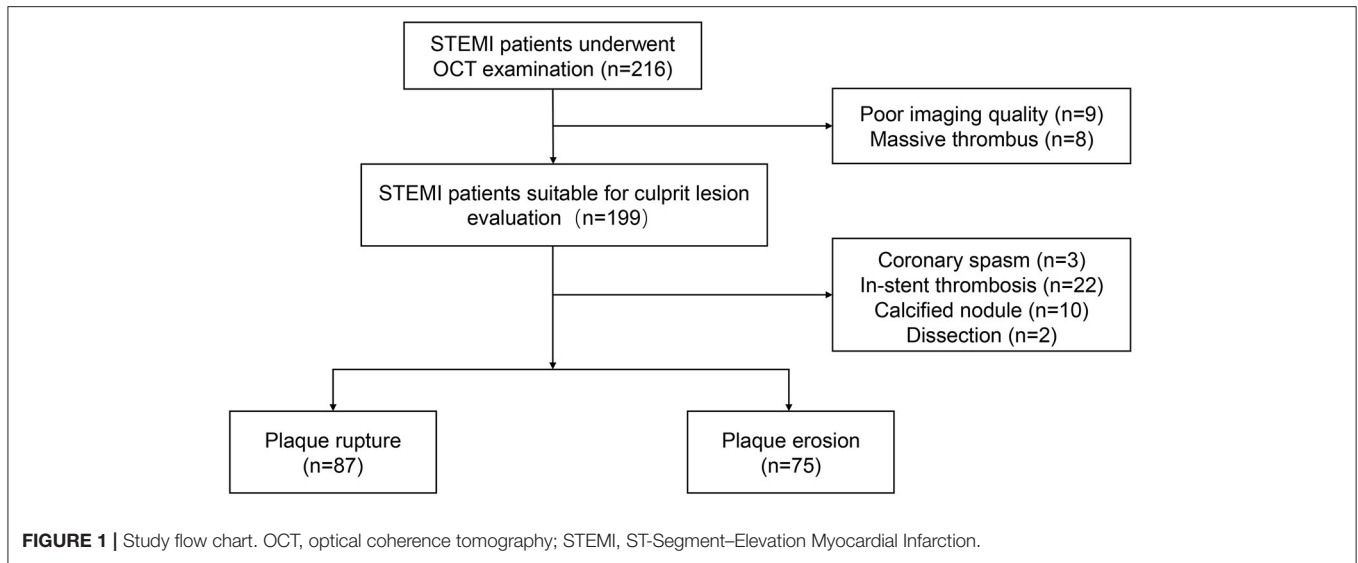 STEMI patients underwent
OCT examination (n=216)
Poor imaging quality (n=9)
Massive thrombus (n=8)
STEMI patients suitable for culprit lesion
evaluation（n=199）
Coronary spasm (n=3)
In-stent thrombosis (n=22)
Calcified nodule (n=10)
Dissection (n=2)
Plaque rupture
(n=87)
Plaque erosion
(n=75)
FIGURE 1 | Study flow chart. OCT, optical coherence tomography; STEMI, ST-Segment–Elevation Myocardial Infarction.